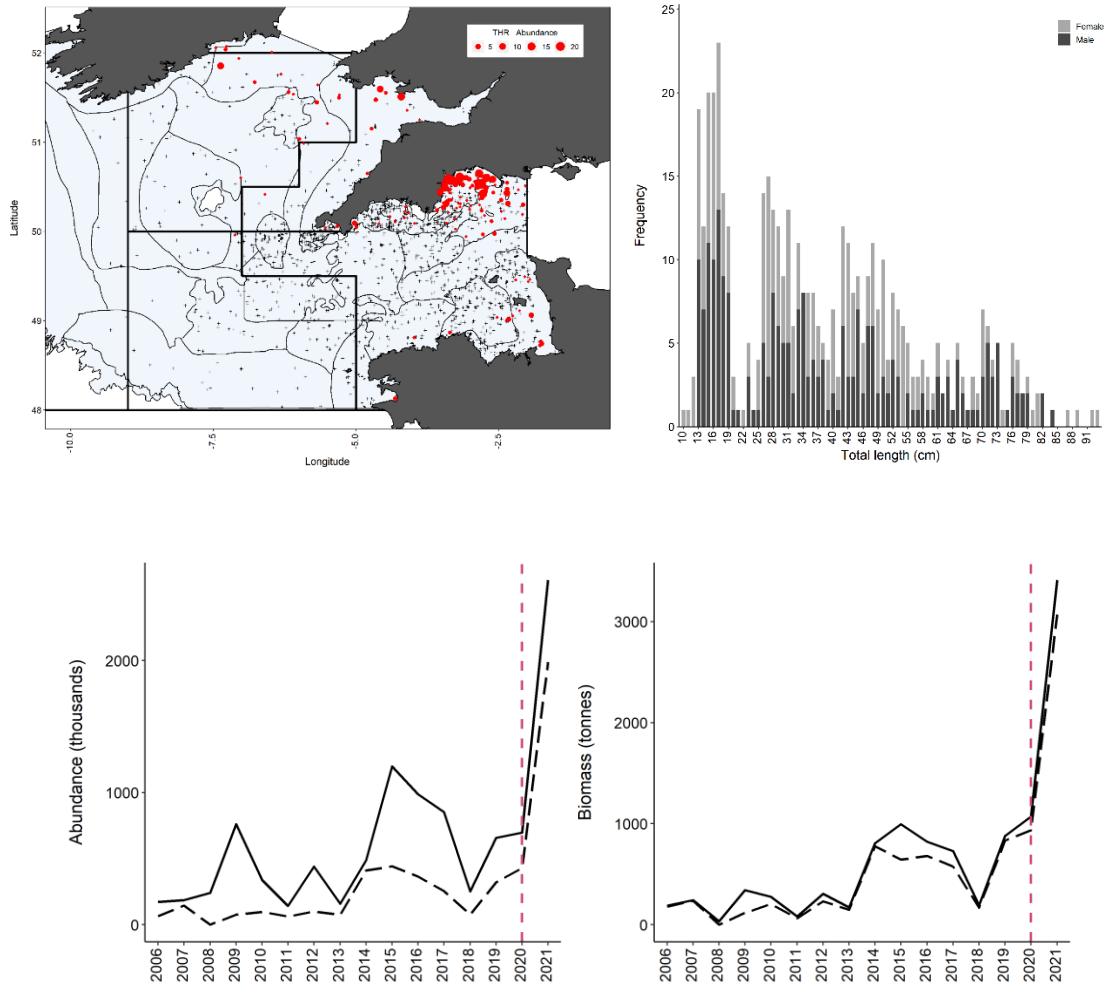 THR Abundance
5 10 15 20
52
51
50
49
48
Latitude
-10.0 -7.5 -5.0 -2.5
Longitude
25
20
15
10
5
0
Frequency
Female
Male
10 13 16 19 22 25 28 31 34 37 40 43 46 49 52 55 58 61 64 67 70 73 76 79 82 85 88 91
Total length (cm)
2000
1000
0
Abundance (thousands)
2006 2007 2008 2009 2010 2011 2012 2013 2014 2015 2016 2017 2018 2019 2020 2021
3000
2000
1000
0
Biomass (tonnes)
2006 2007 2008 2009 2010 2011 2012 2013 2014 2015 2016 2017 2018 2019 2020 2021